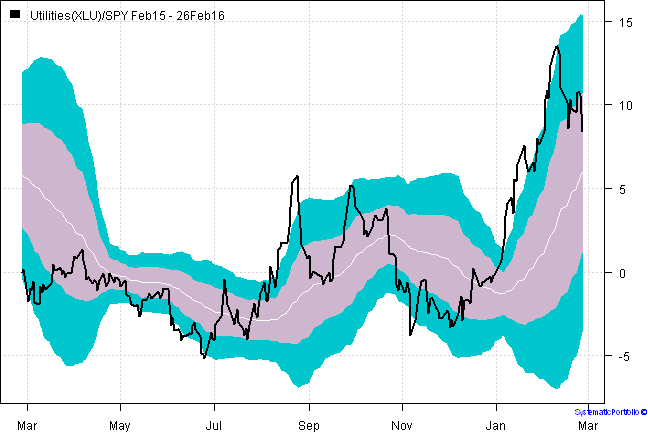 Utilities(XLU)/SPY Feb15 - 26Feb16
15
10
5
0
-5
Mar May Jul Sep Nov Jan Mar
SystematicPortfolio ©